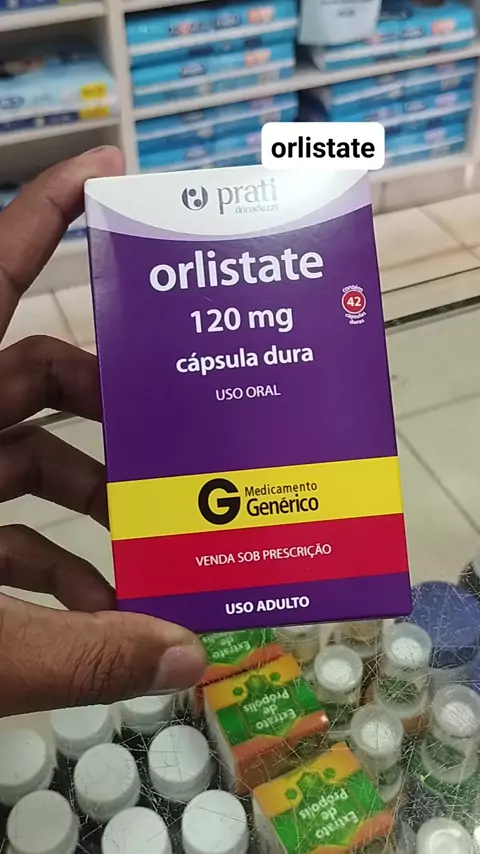 orlistate
prati
donaduzzi
orlistate
120 mg
contém
42
cápsulas
duras
cápsula dura
USO ORAL
G Medicamento
Genérico
VENDA SOB PRESCRIÇÃO
USO ADULTO
Extrato
de
Própolis
Extrato
de
Própolis